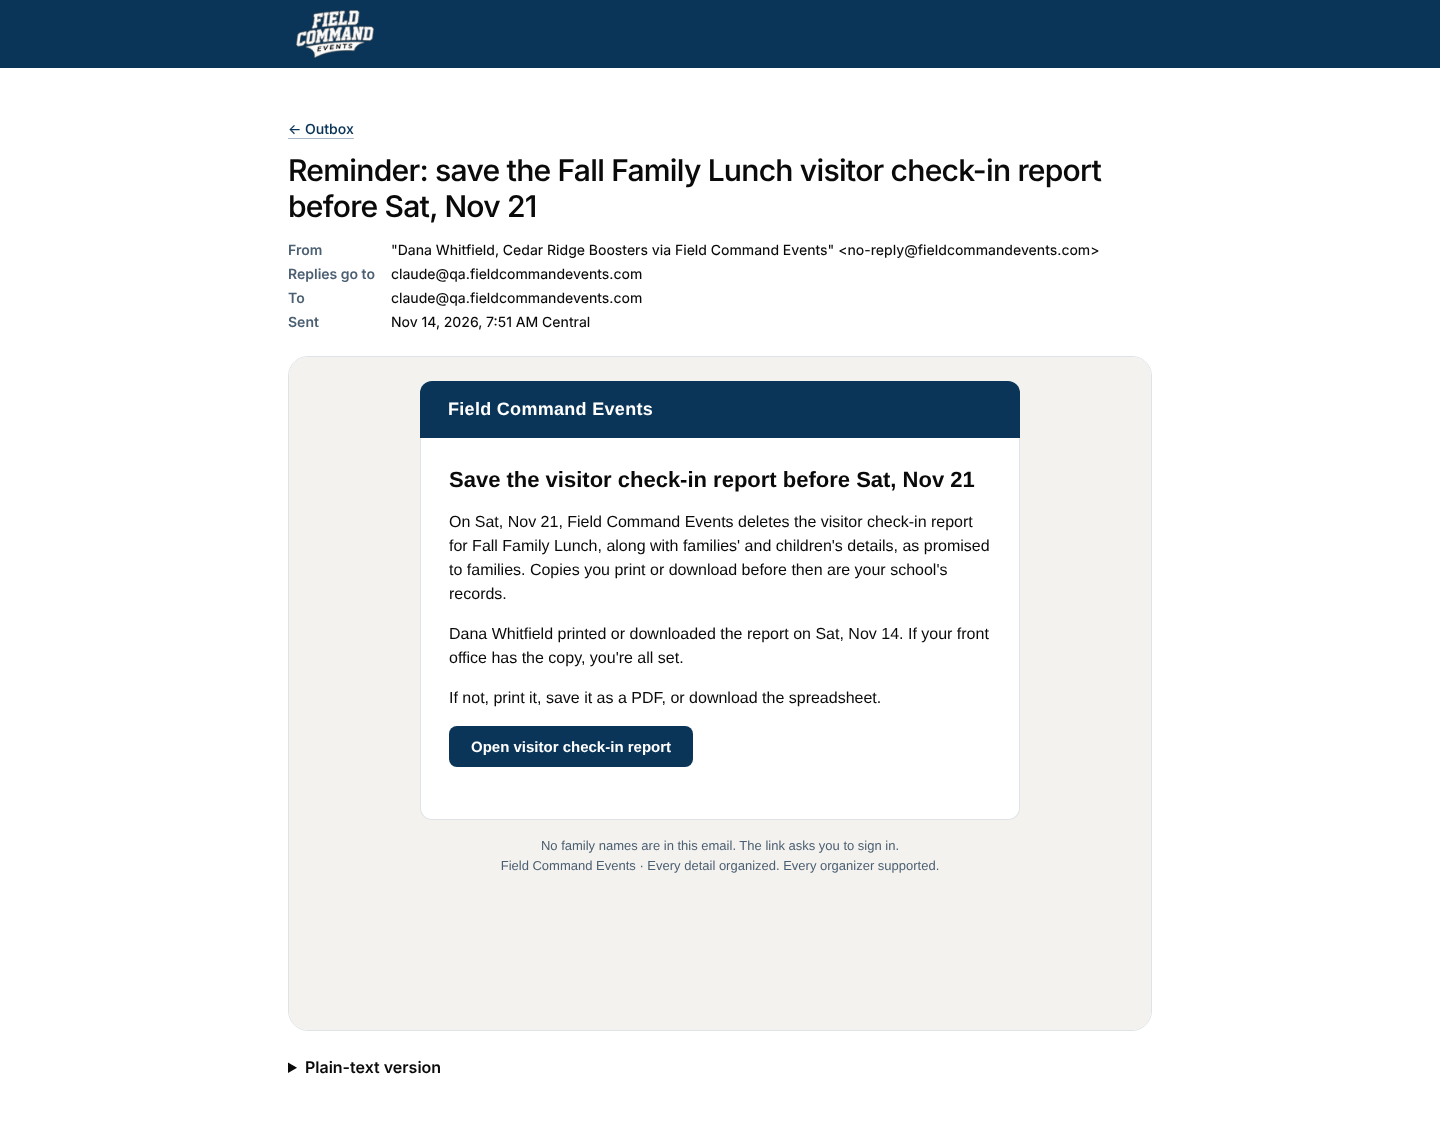 FIELD
COMMAND
EVENTS
← Outbox
Reminder: save the Fall Family Lunch visitor check-in report
before Sat, Nov 21
From "Dana Whitfield, Cedar Ridge Boosters via Field Command Events" <no-reply@fieldcommandevents.com>
Replies go to claude@qa.fieldcommandevents.com
To claude@qa.fieldcommandevents.com
Sent Nov 14, 2026, 7:51 AM Central
Field Command Events
Save the visitor check-in report before Sat, Nov 21
On Sat, Nov 21, Field Command Events deletes the visitor check-in report
for Fall Family Lunch, along with families' and children's details, as promised
to families. Copies you print or download before then are your school's
records.
Dana Whitfield printed or downloaded the report on Sat, Nov 14. If your front
office has the copy, you're all set.
If not, print it, save it as a PDF, or download the spreadsheet.
Open visitor check-in report
No family names are in this email. The link asks you to sign in.
Field Command Events · Every detail organized. Every organizer supported.
Plain-text version